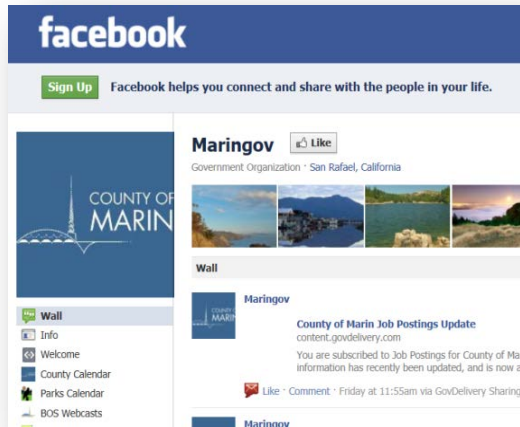 facebook
Sign Up Facebook helps you connect and share with the people in your life.
COUNTY OF
MARIN
Maringov Like
Government Organization · San Rafael, California
Wall
Wall
Info
Welcome
County Calendar
Parks Calendar
BOS Webcasts
Maringov
County of Marin Job Postings Update
content.govdelivery.com
You are subscribed to Job Postings for County of Ma
information has recently been updated, and is now a
Like · Comment · Friday at 11:55am via GovDelivery Sharing
Maringov